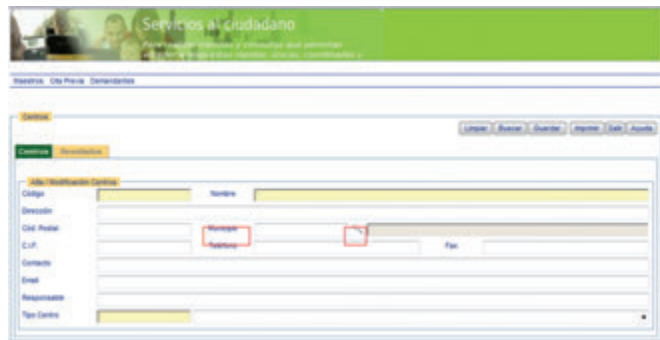 Servicios al ciudadano
Maestros Cita Previa Demandantes
Centros
Limpiar Buscar Guardar Imprimir Salir Ayuda
Centros Resultados
Alta / Modificación Centros
Código Nombre
Dirección
Cód. Postal Municipio
C.I.F. Teléfono Fax
Contacto
Email
Responsable
Tipo Centro